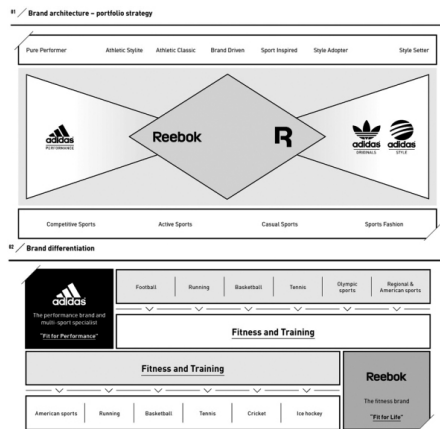 01 / Brand architecture – portfolio strategy
Pure Performer Athletic Stylite Athletic Classic Brand Driven Sport Inspired Style Adopter Style Setter
adidas
PERFORMANCE
Reebok
R
adidas
ORIGINALS
adidas
STYLE
Competitive Sports Active Sports Casual Sports Sports Fashion
02 / Brand differentiation
adidas
The performance brand and
multi-sport specialist
"Fit for Performance"
Football Running Basketball Tennis Olympic
sports Regional &
American sports
Fitness and Training
Fitness and Training
American sports Running Basketball Tennis Cricket Ice hockey
Reebok
The fitness brand
"Fit for Life"